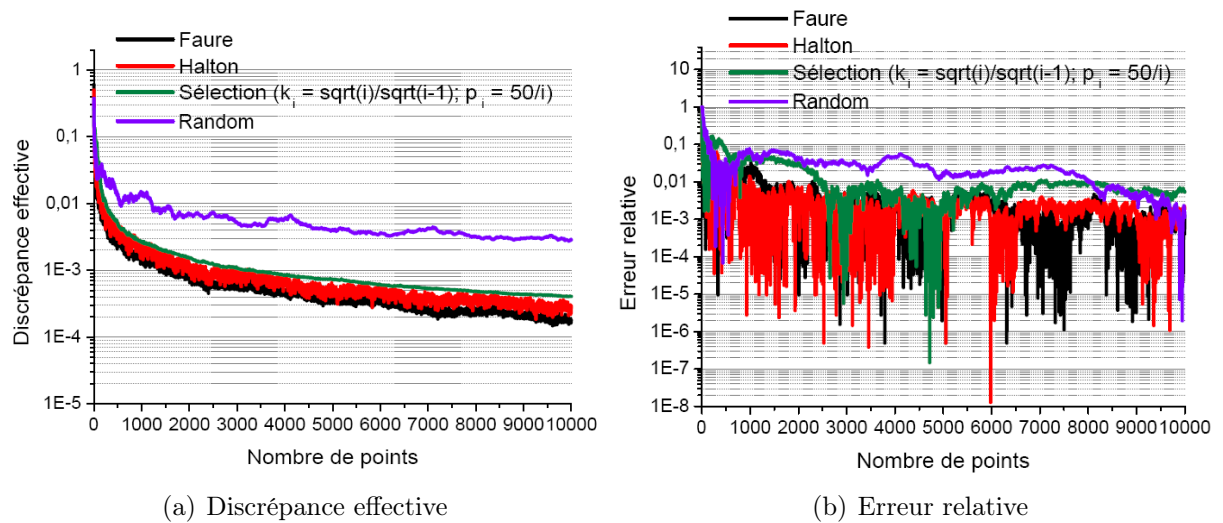 Faure
Halton
Sélection (k_i = sqrt(i)/sqrt(i-1); p_i = 50/i)
Random
1
0,1
0,01
1E-3
1E-4
1E-5
Discrépance effective
0 1000 2000 3000 4000 5000 6000 7000 8000 9000 10000
Nombre de points
(a) Discrépance effective
Faure
Halton
Sélection (k_i = sqrt(i)/sqrt(i-1); p_i = 50/i)
Random
10
1
0,1
0,01
1E-3
1E-4
1E-5
1E-6
1E-7
1E-8
Erreur relative
0 1000 2000 3000 4000 5000 6000 7000 8000 9000 10000
Nombre de points
(b) Erreur relative